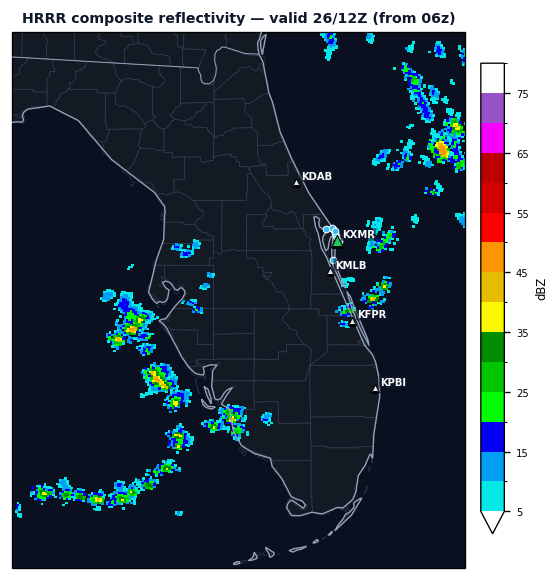 HRRR composite reflectivity — valid 26/12Z (from 06z)
KDAB
KXMR
KMLB
KFPR
KPBI
75
65
55
45
35
25
15
5
dBZ